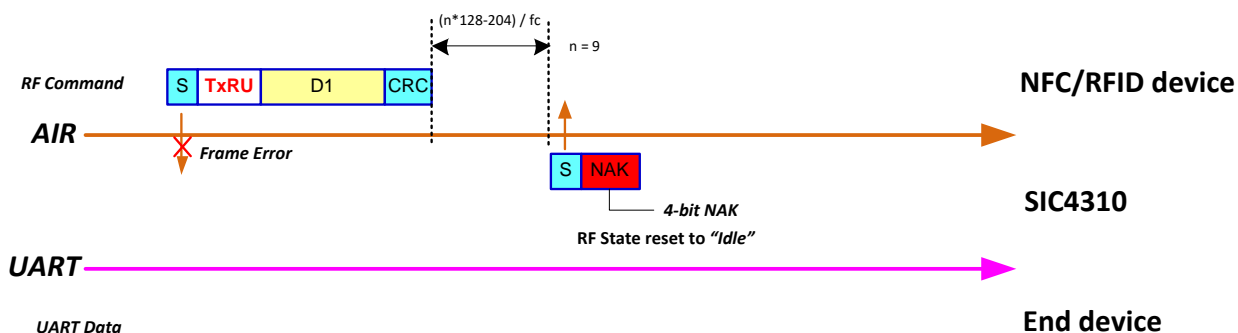 (n*128-204) / fc
n = 9
RF Command
S TxRU D1 CRC
NFC/RFID device
AIR
Frame Error
S NAK
4-bit NAK
SIC4310
RF State reset to “Idle”
UART
UART Data
End device